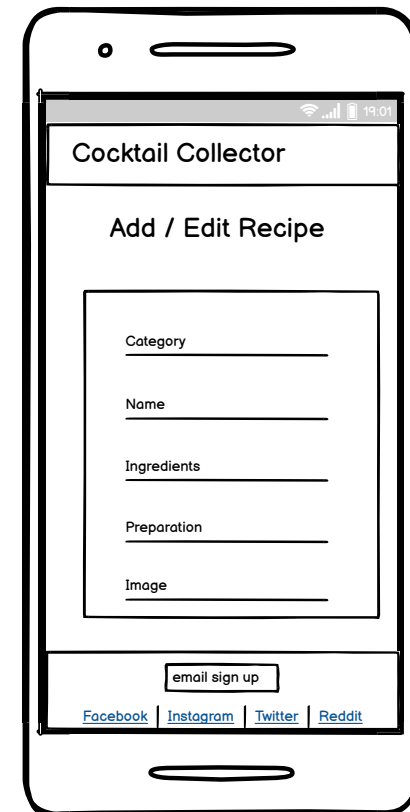 19:01
Cocktail Collector
Add / Edit Recipe
Category
Name
Ingredients
Preparation
Image
email sign up
Facebook Instagram Twitter Reddit